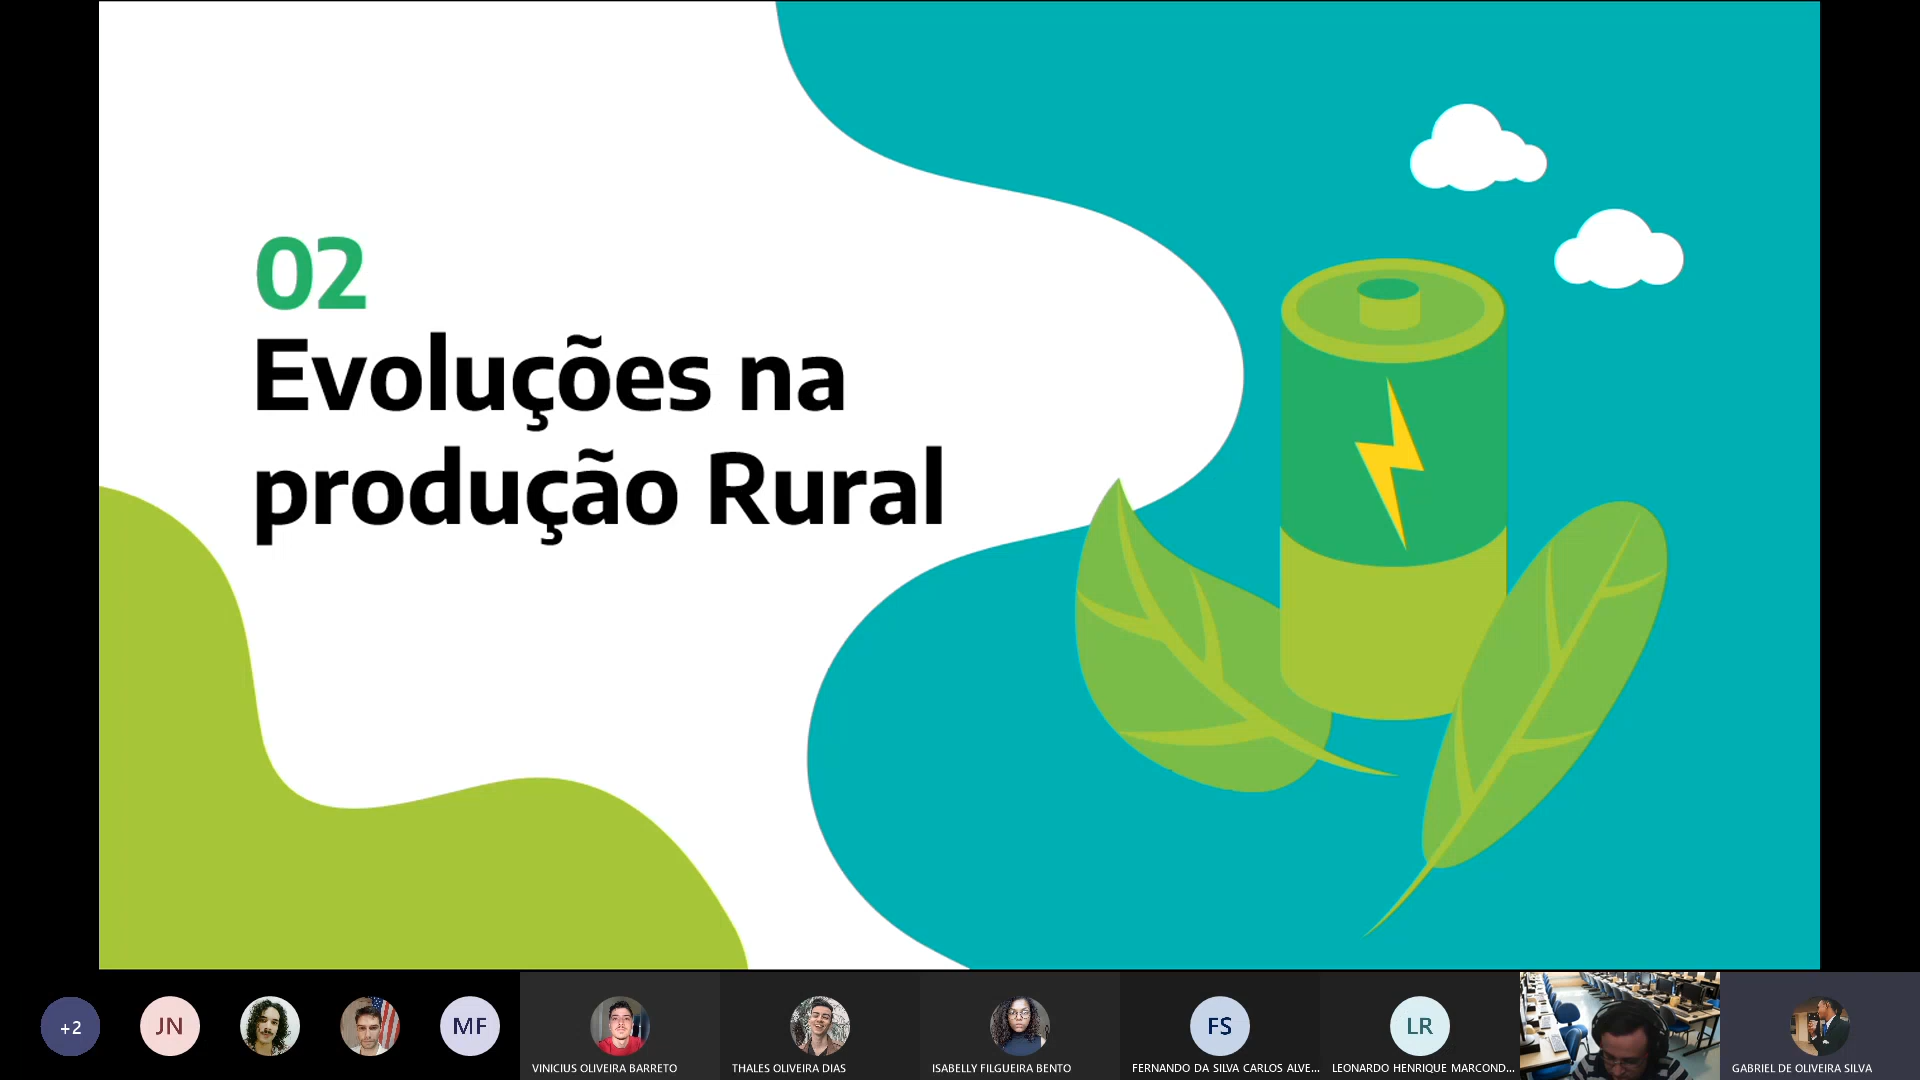 02
Evoluções na
produção Rural
+2
JN
MF
VINICIUS OLIVEIRA BARRETO
THALES OLIVEIRA DIAS
ISABELLY FILGUEIRA BENTO
FS
FERNANDO DA SILVA CARLOS ALVE...
LR
LEONARDO HENRIQUE MARCOND...
GABRIEL DE OLIVEIRA SILVA